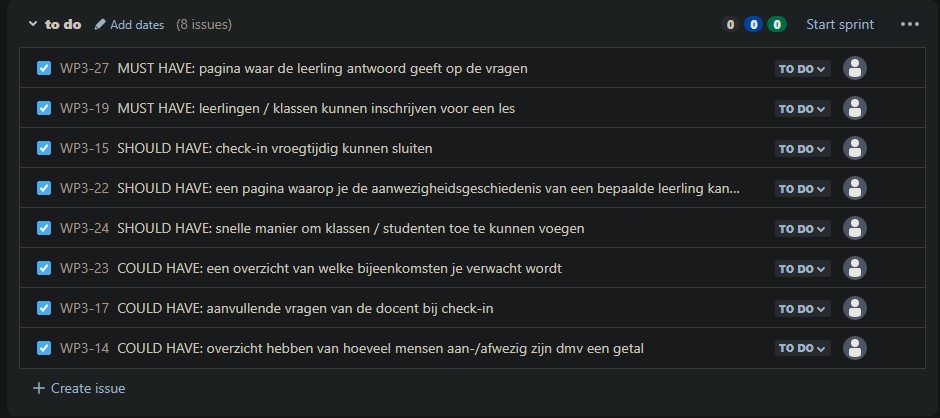 to do Add dates (8 issues) 0 0 0 Start sprint
WP3-27 MUST HAVE: pagina waar de leerling antwoord geeft op de vragen TO DO
WP3-19 MUST HAVE: leerlingen / klassen kunnen inschrijven voor een les TO DO
WP3-15 SHOULD HAVE: check-in vroegtijdig kunnen sluiten TO DO
WP3-22 SHOULD HAVE: een pagina waarop je de aanwezigheidsgeschiedenis van een bepaalde leerling kan... TO DO
WP3-24 SHOULD HAVE: snelle manier om klassen / studenten toe te kunnen voegen TO DO
WP3-23 COULD HAVE: een overzicht van welke bijeenkomsten je verwacht wordt TO DO
WP3-17 COULD HAVE: aanvullende vragen van de docent bij check-in TO DO
WP3-14 COULD HAVE: overzicht hebben van hoeveel mensen aan-/afwezig zijn dmv een getal TO DO
+ Create issue